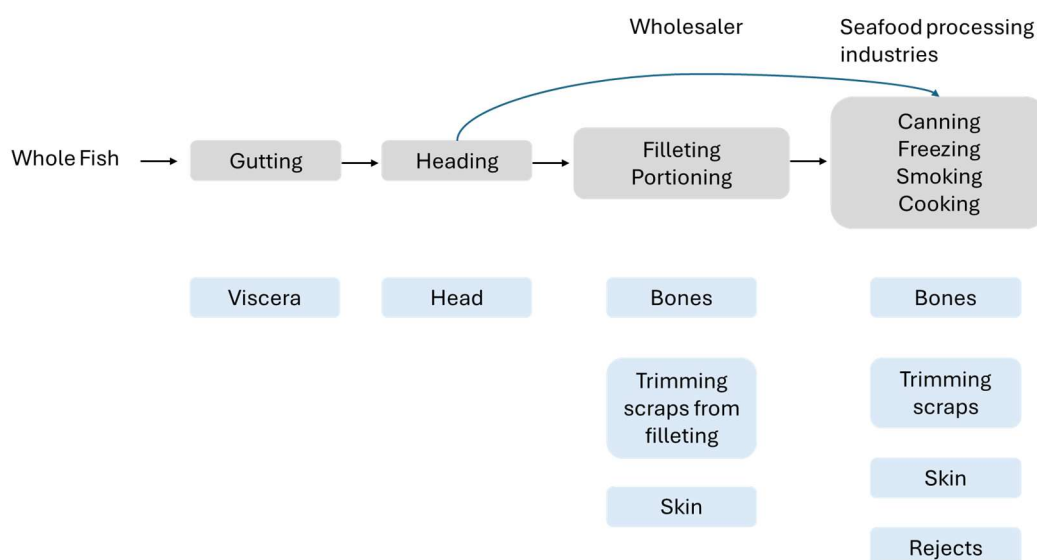 Wholesaler
Seafood processing
industries
Whole Fish
Gutting
Heading
Filleting
Portioning
Canning
Freezing
Smoking
Cooking
Viscera
Head
Bones
Bones
Trimming
scraps from
filleting
Trimming
scraps
Skin
Skin
Rejects